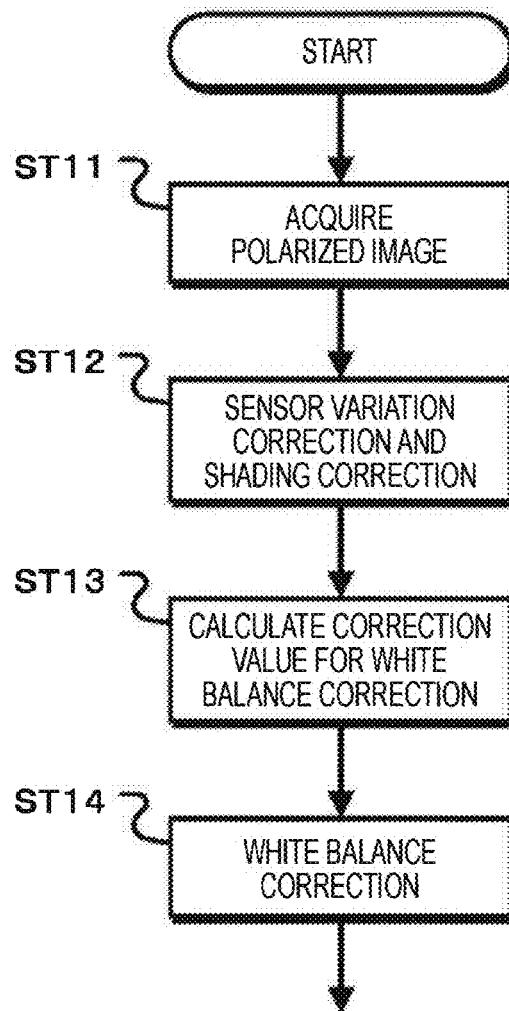 START
ST11
ACQUIRE
POLARIZED IMAGE
ST12
SENSOR VARIATION
CORRECTION AND
SHADING CORRECTION
ST13
CALCULATE CORRECTION
VALUE FOR WHITE
BALANCE CORRECTION
ST14
WHITE BALANCE
CORRECTION